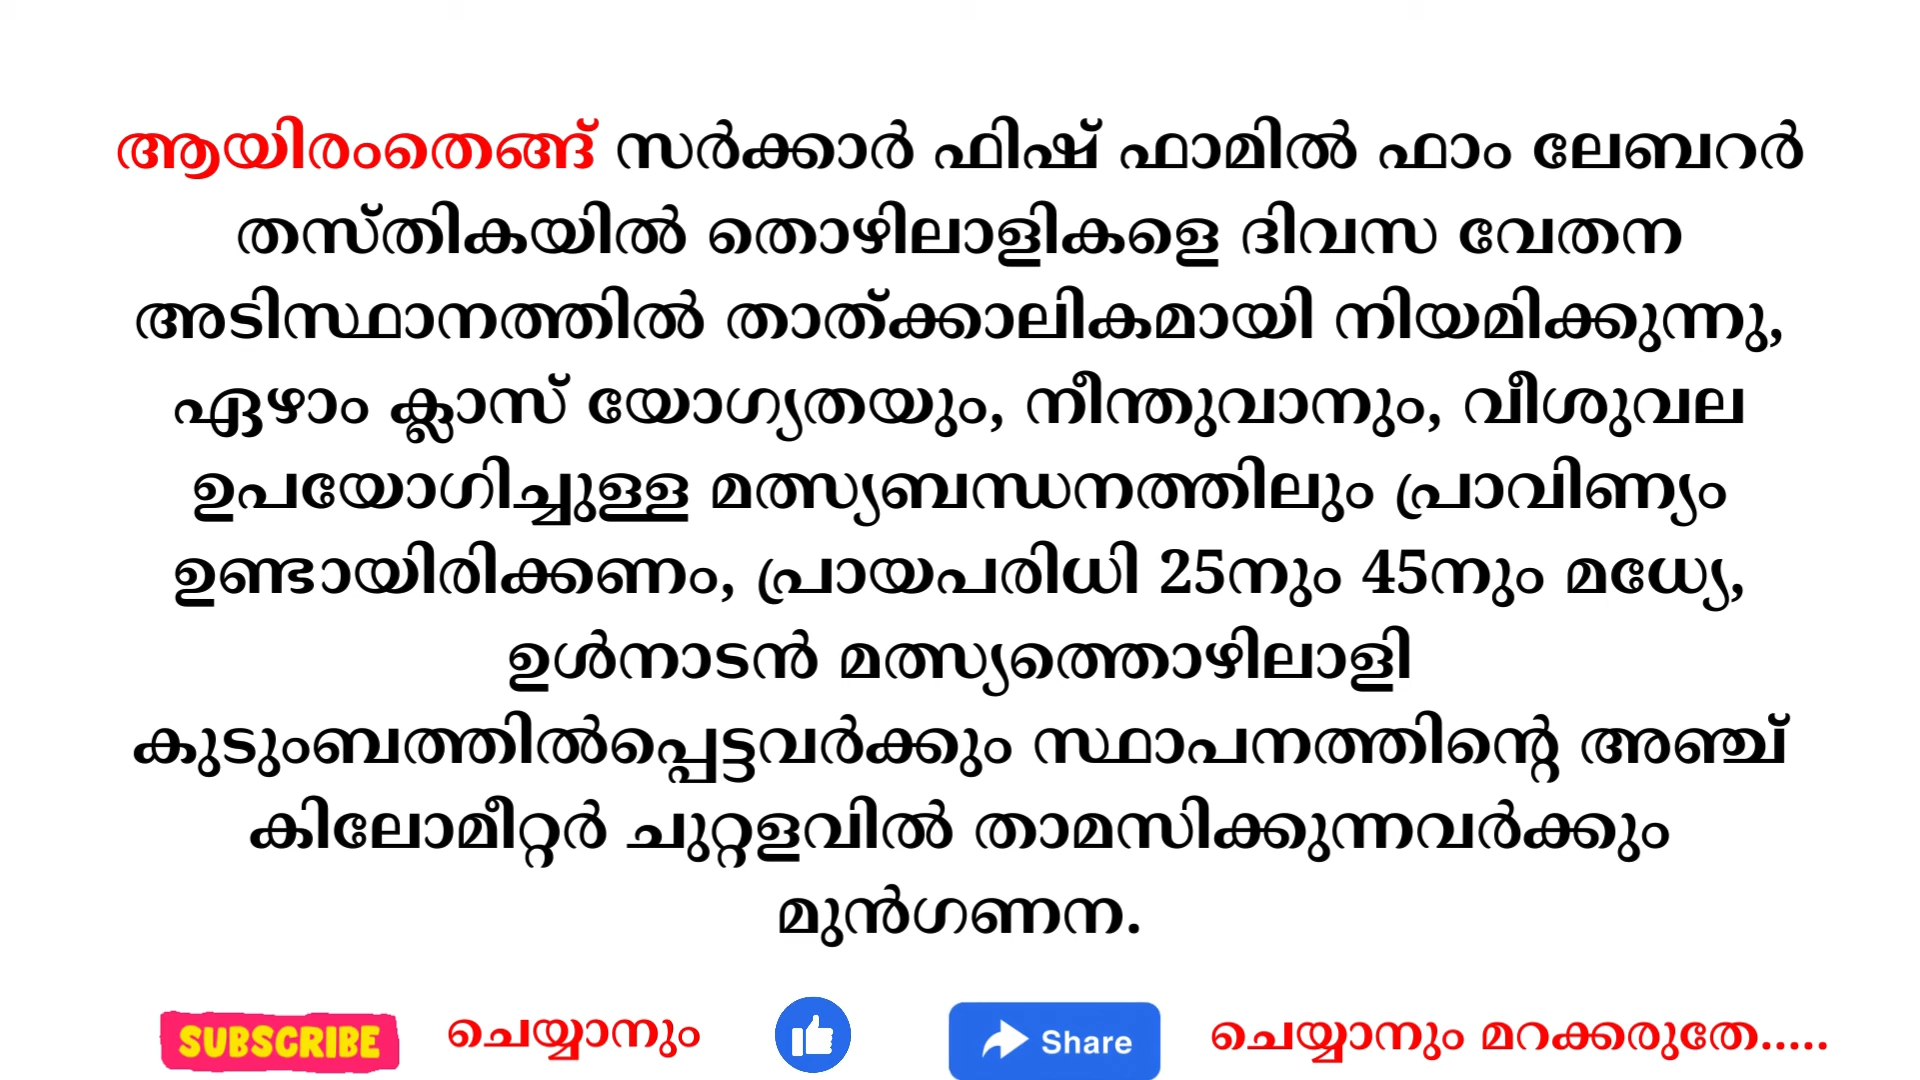 ആയിരംതെങ്ങ് സർക്കാർ ഫിഷ് ഫാമിൽ ഫാം ലേബറർ
തസ്തികയിൽ തൊഴിലാളികളെ ദിവസ വേതന
അടിസ്ഥാനത്തിൽ താത്ക്കാലികമായി നിയമിക്കുന്നു,
ഏഴാം ക്ലാസ് യോഗ്യതയും, നീന്തുവാനും, വീശുവല
ഉപയോഗിച്ചുള്ള മത്സ്യബന്ധനത്തിലും പ്രാവിണ്യം
ഉണ്ടായിരിക്കണം, പ്രായപരിധി 25നും 45നും മധ്യേ,
ഉൾനാടൻ മത്സ്യത്തൊഴിലാളി
കുടുംബത്തിൽപ്പെട്ടവർക്കും സ്ഥാപനത്തിന്റെ അഞ്ച്
കിലോമീറ്റർ ചുറ്റളവിൽ താമസിക്കുന്നവർക്കും
മുൻഗണന.
SUBSCRIBE ചെയ്യാനും Share ചെയ്യാനും മറക്കരുതേ.....